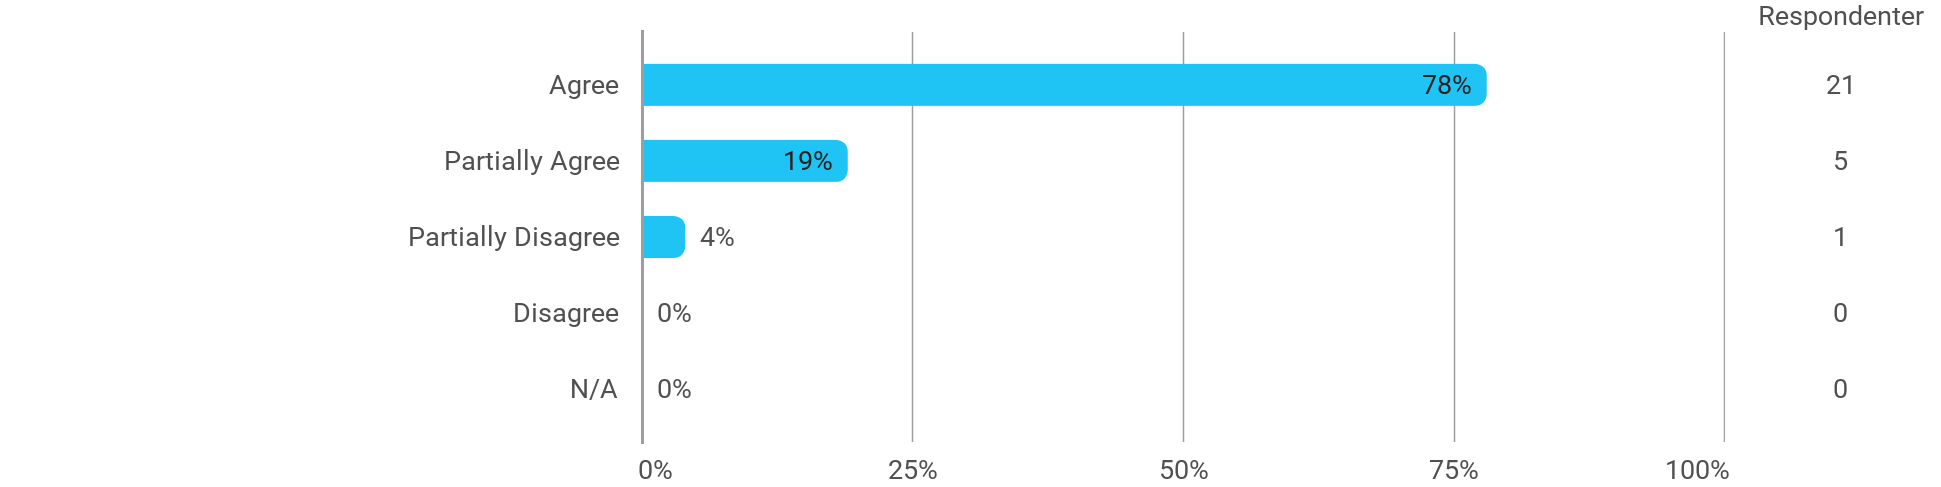 Respondenter
Agree 78% 21
Partially Agree 19% 5
Partially Disagree 4% 1
Disagree 0% 0
N/A 0% 0
0% 25% 50% 75% 100%